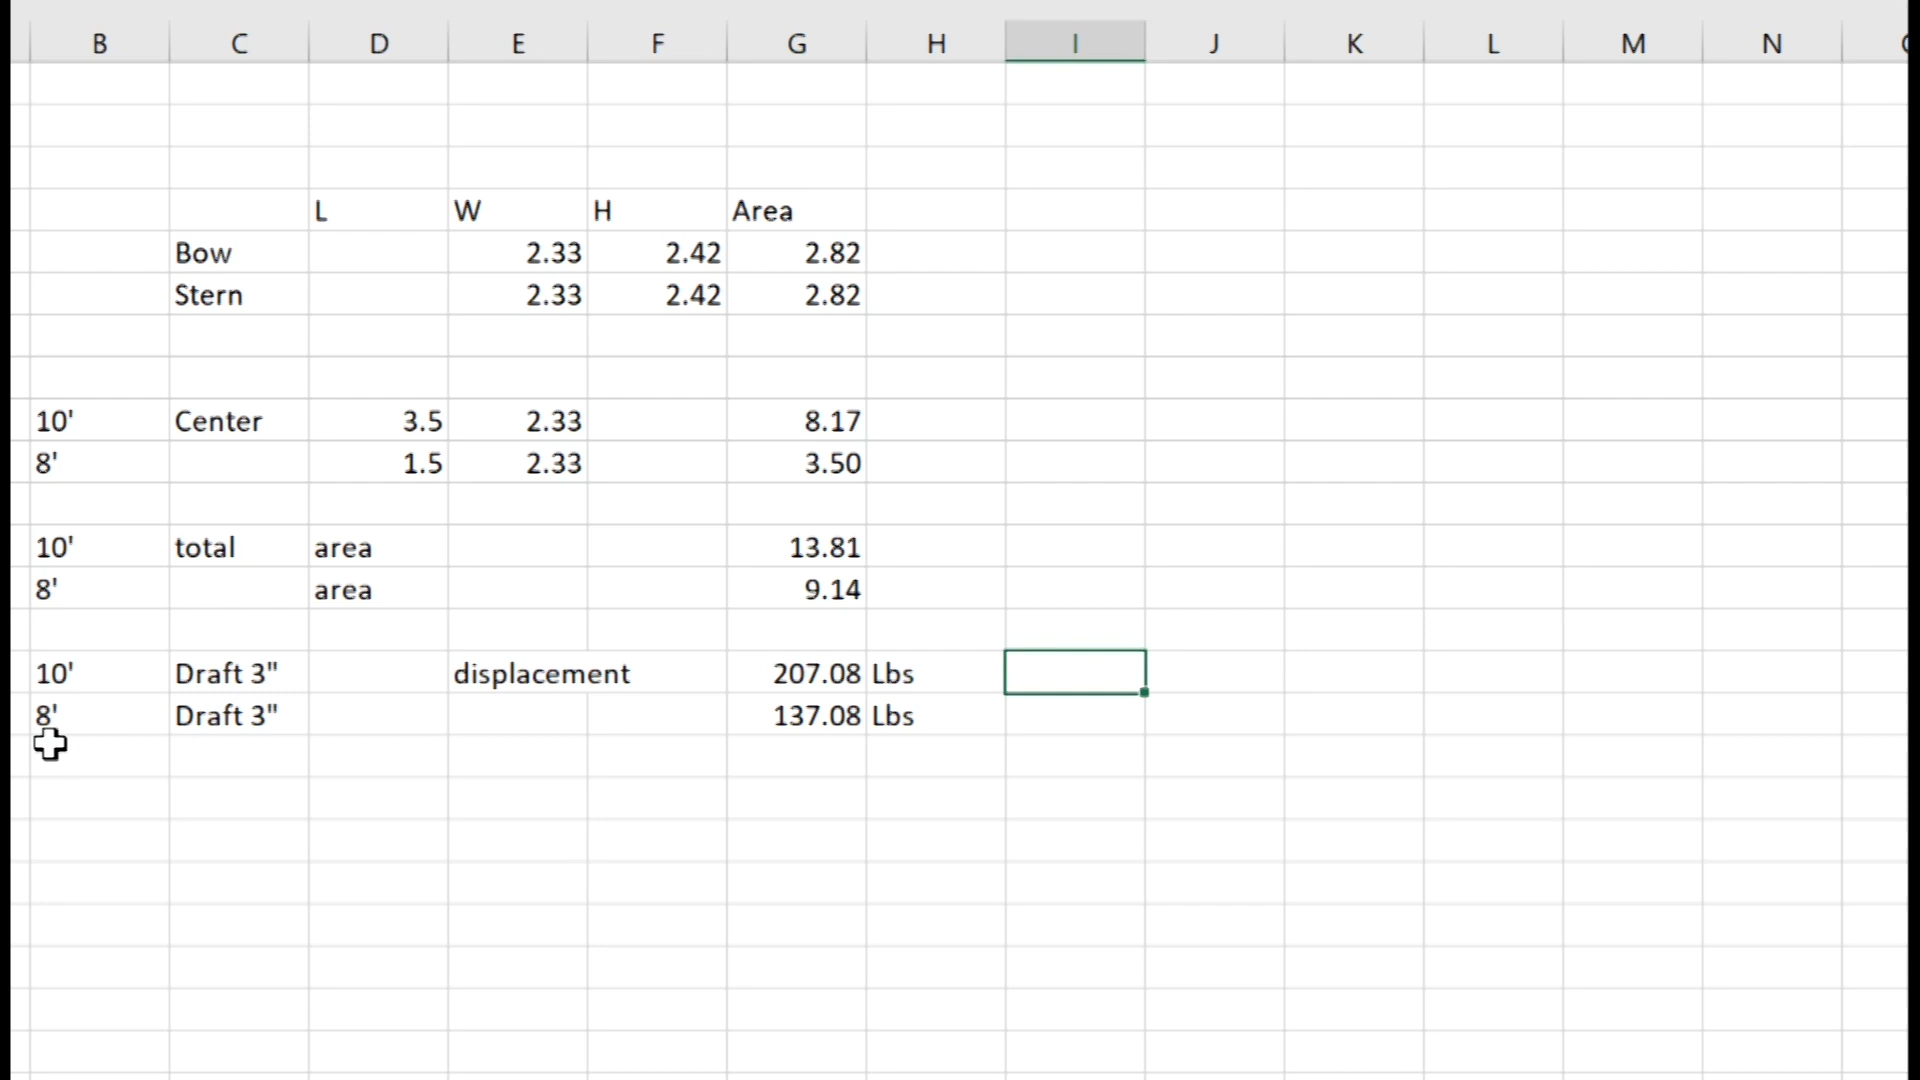 B C D E F G H I J K L M N
L W H Area
Bow 2.33 2.42 2.82
Stern 2.33 2.42 2.82
10' Center 3.5 2.33 8.17
8' 1.5 2.33 3.50
10' total area 13.81
8' area 9.14
10' Draft 3" displacement 207.08 Lbs
8' Draft 3" 137.08 Lbs